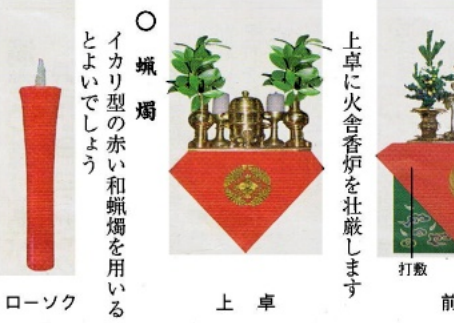 上卓に火舎香炉を壮厳します
○ 蝋燭
イカリ型の赤い和蝋燭を用いる
とよいでしょう
打敷
前
上卓
ローソク